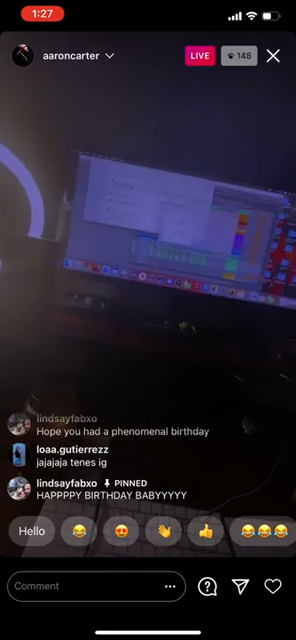 1:27
aaroncarter
LIVE
148
lindsayfabxo
Hope you had a phenomenal birthday
loaa.gutierrezz
jajajaja tenes ig
lindsayfabxo PINNED
HAPPPPY BIRTHDAY BABYYYYY
Hello 😂 😍 👋 👍 😂😂😂
Comment